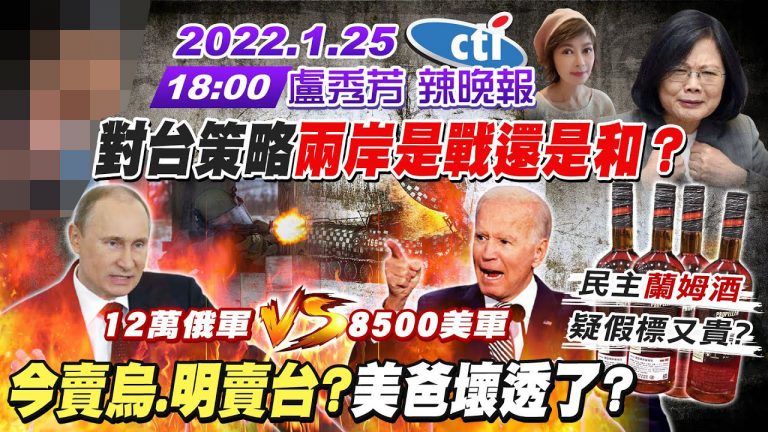 2022.1.25
cti
18:00 盧秀芳 辣晚報
對台策略兩岸是戰還是和？
12萬俄軍 VS 8500美軍
民主蘭姆酒
疑假標又貴?
今賣烏.明賣台?美爸壞透了?